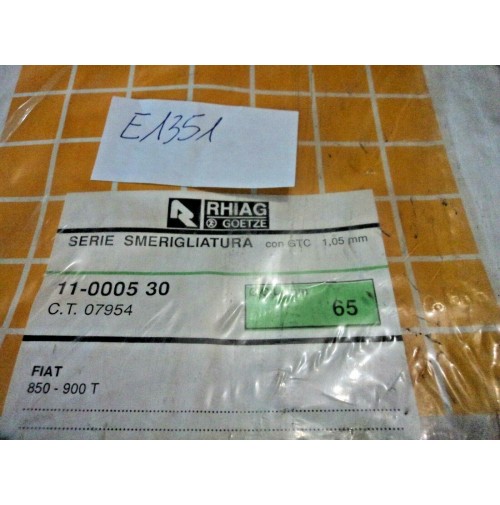 E1351
RHIAG
GOETZE
SERIE SMERIGLIATURA con GTC 1,05 mm
11-0005 30
C.T. 07954
65
FIAT
850 - 900 T